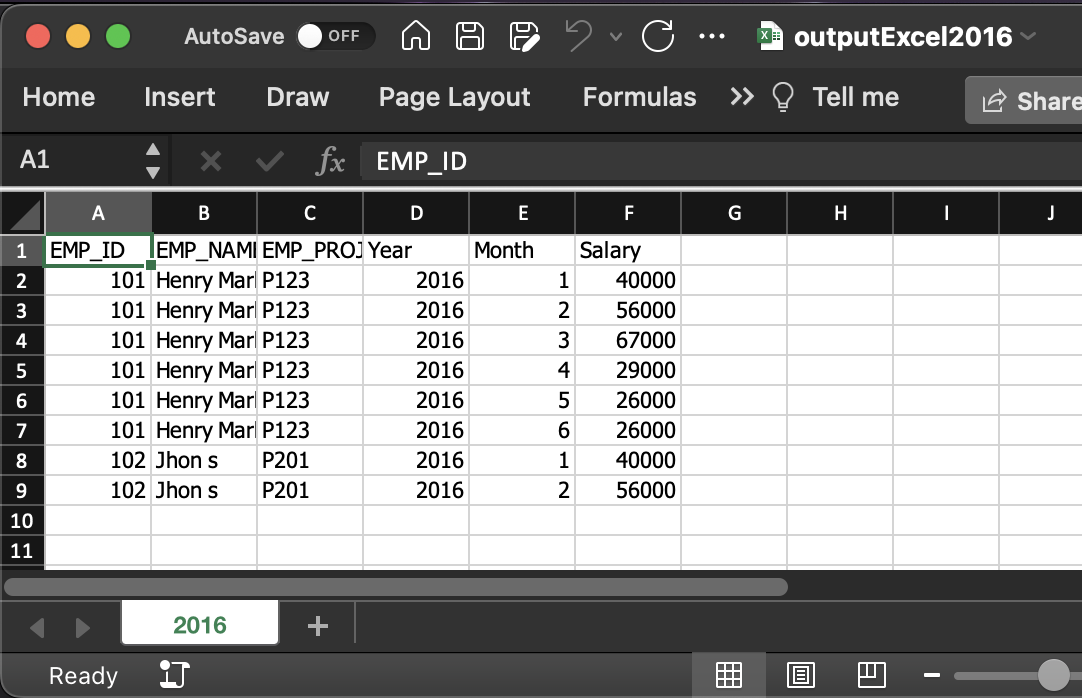 AutoSave OFF outputExcel2016
Home Insert Draw Page Layout Formulas >> Tell me Share
A1 fx EMP_ID
A B C D E F G H I J
1 EMP_ID EMP_NAM EMP_PROJ Year Month Salary
2 101 Henry Mar P123 2016 1 40000
3 101 Henry Mar P123 2016 2 56000
4 101 Henry Mar P123 2016 3 67000
5 101 Henry Mar P123 2016 4 29000
6 101 Henry Mar P123 2016 5 26000
7 101 Henry Mar P123 2016 6 26000
8 102 Jhon s P201 2016 1 40000
9 102 Jhon s P201 2016 2 56000
10
11
2016 +
Ready